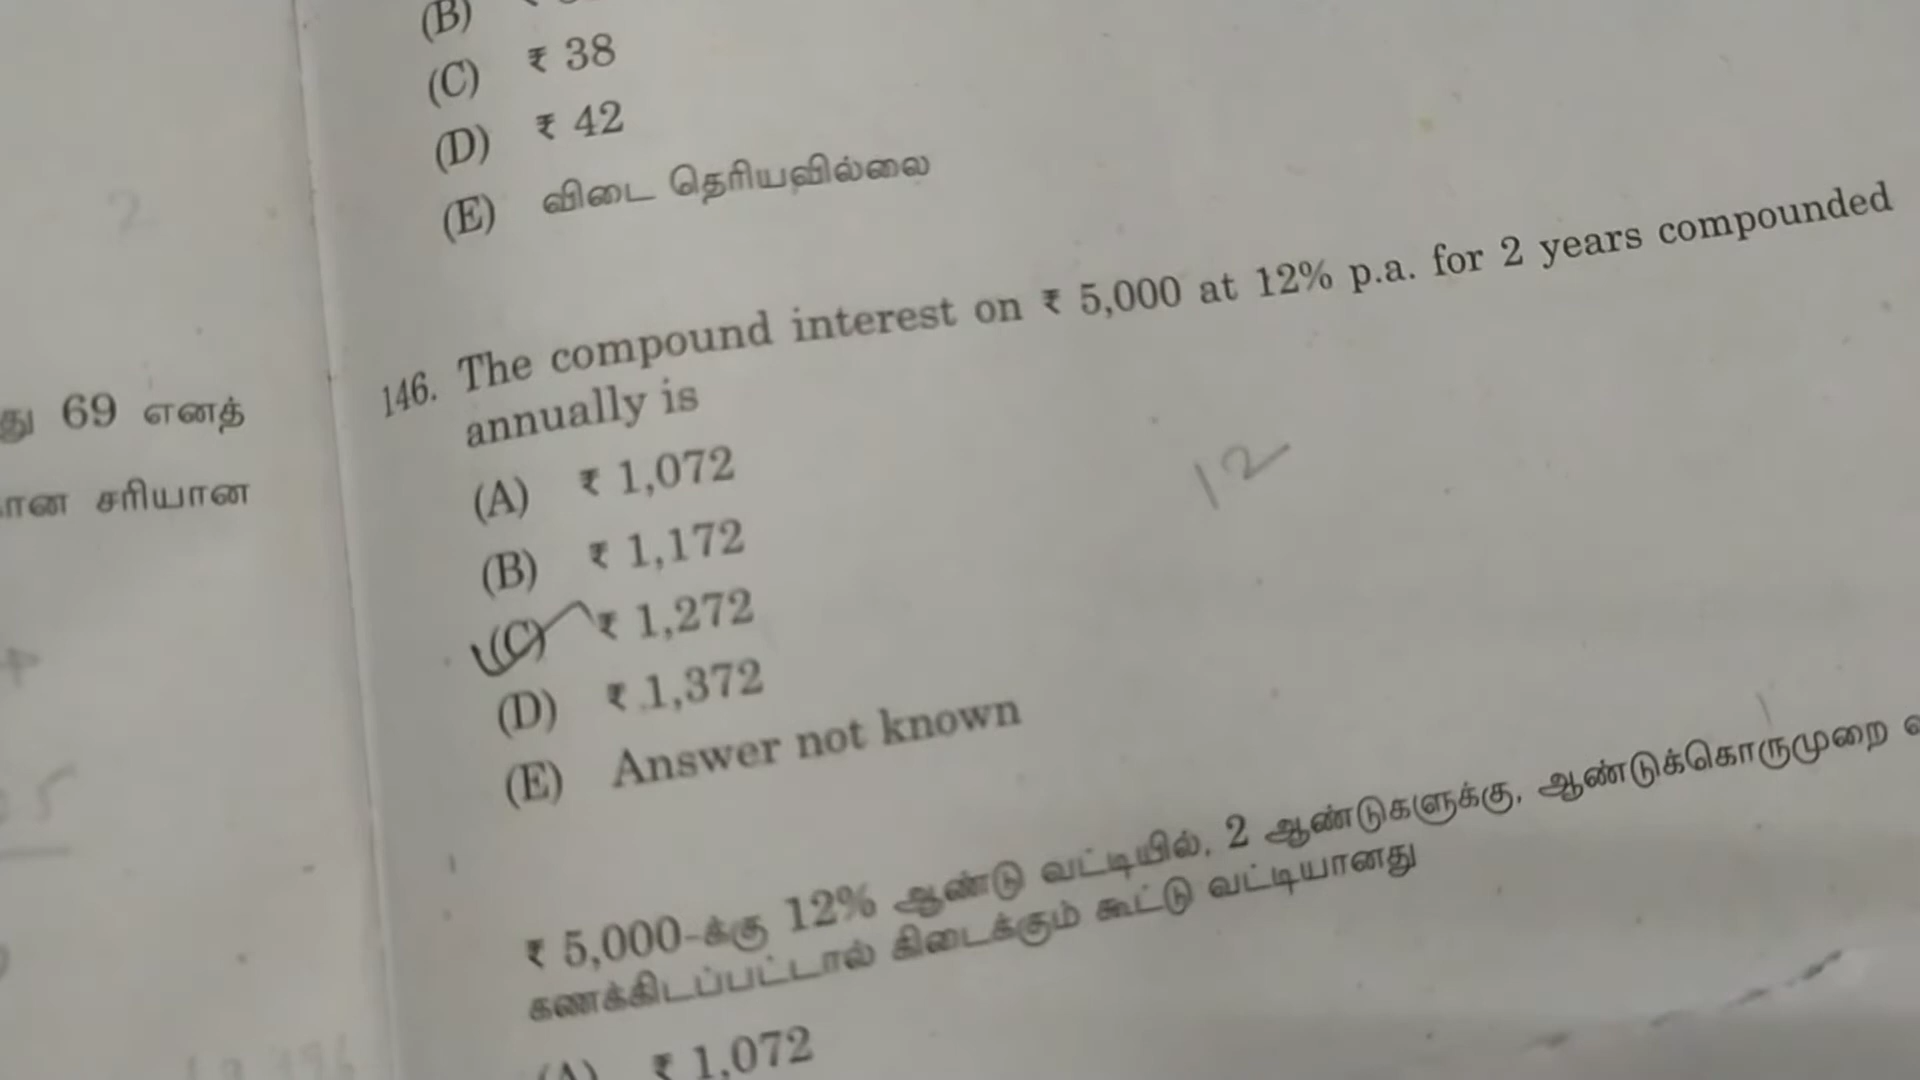 (B)
(C) ₹ 38
(D) ₹ 42
(E) விடை தெரியவில்லை
து 69 எனத்
ான சரியான
146. The compound interest on ₹ 5,000 at 12% p.a. for 2 years compounded
annually is
(A) ₹ 1,072
12
(B) ₹ 1,172
(C) ₹ 1,272
(D) ₹ 1,372
(E) Answer not known
₹ 5,000-க்கு 12% ஆண்டு வட்டியில், 2 ஆண்டுகளுக்கு, ஆண்டுக்கொருமுறை
கணக்கிடப்பட்டால் கிடைக்கும் கூட்டு வட்டியானது
(A) ₹ 1,072